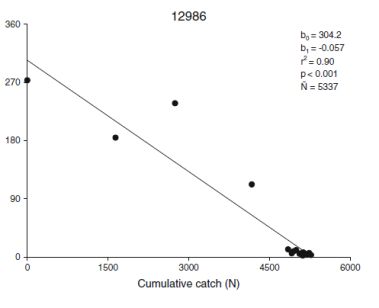 12986
360
270
180
90
0
b₀ = 304.2
b₁ = -0.057
r² = 0.90
p < 0.001
N̂ = 5337
0 1500 3000 4500 6000
Cumulative catch (N)